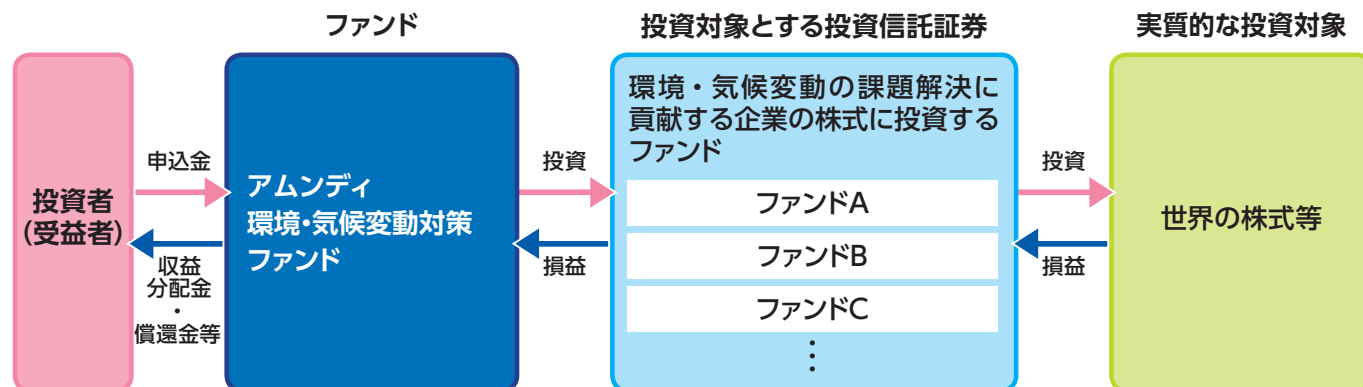 ファンド
投資対象とする投資信託証券
実質的な投資対象
投資者
(受益者)
申込金
収益
分配金
・
償還金等
アムンディ
環境・気候変動対策
ファンド
投資
損益
環境・気候変動の課題解決に
貢献する企業の株式に投資する
ファンド
ファンドA
ファンドB
ファンドC
⋮
投資
損益
世界の株式等